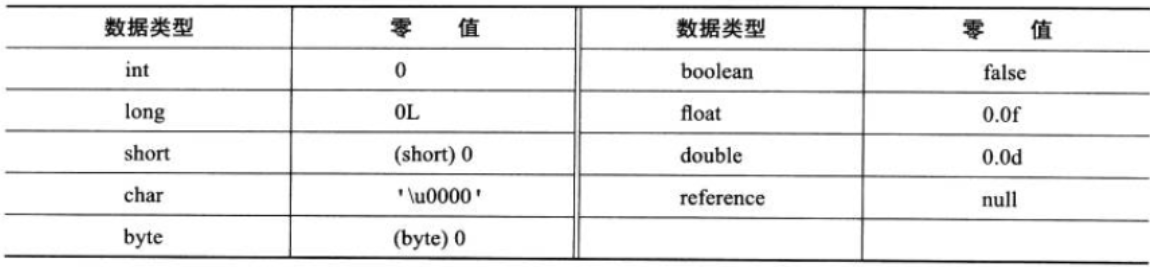 数据类型 零 值 数据类型 零 值
int 0 boolean false
long 0L float 0.0f
short (short) 0 double 0.0d
char '\u0000' reference null
byte (byte) 0